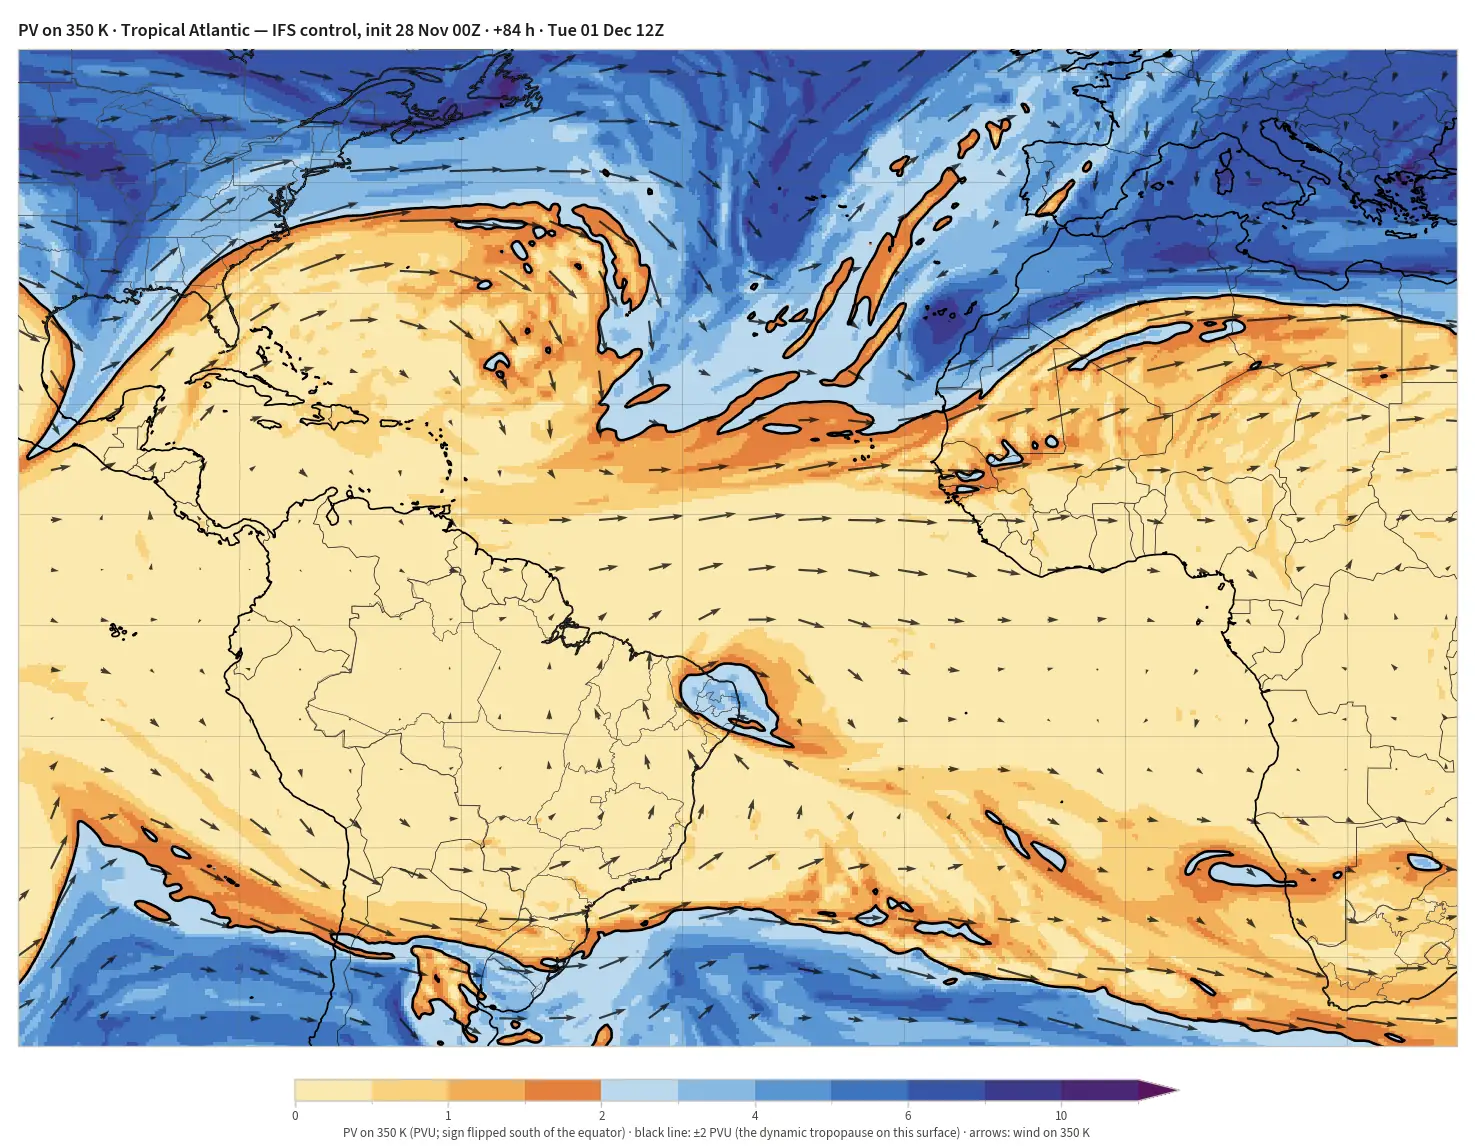 PV on 350 K · Tropical Atlantic — IFS control, init 28 Nov 00Z · +84 h · Tue 01 Dec 12Z
0 1 2 4 6 10
PV on 350 K (PVU; sign flipped south of the equator) · black line: ±2 PVU (the dynamic tropopause on this surface) · arrows: wind on 350 K